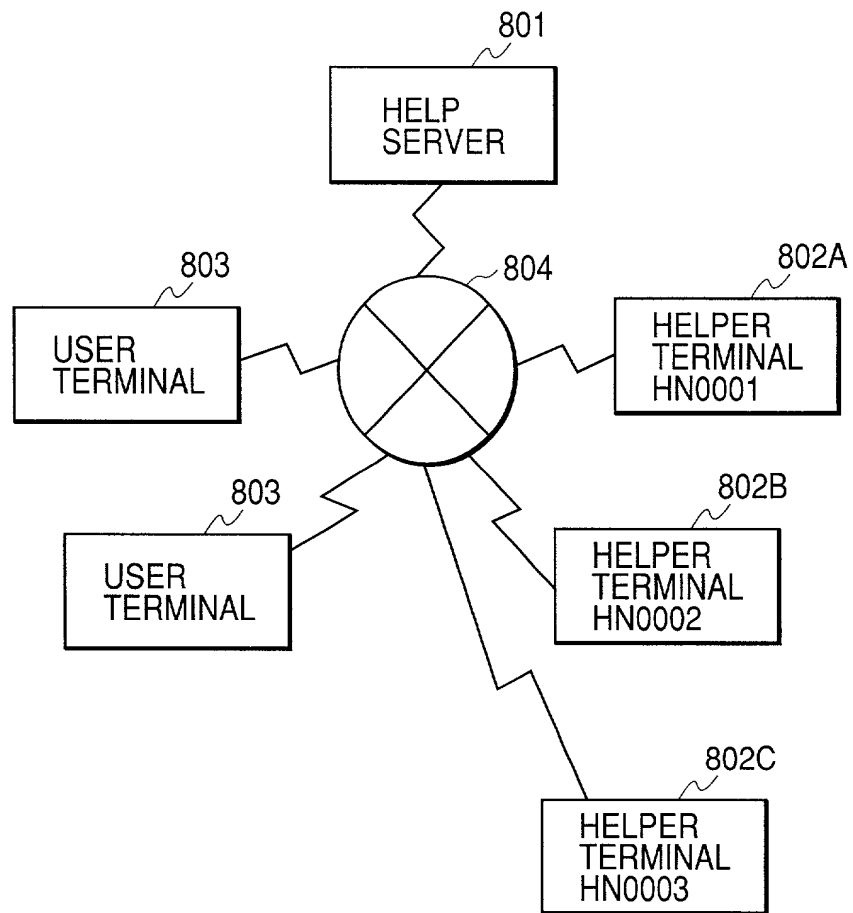 801
HELP
SERVER
804
803
USER
TERMINAL
802A
HELPER
TERMINAL
HN0001
803
USER
TERMINAL
802B
HELPER
TERMINAL
HN0002
802C
HELPER
TERMINAL
HN0003